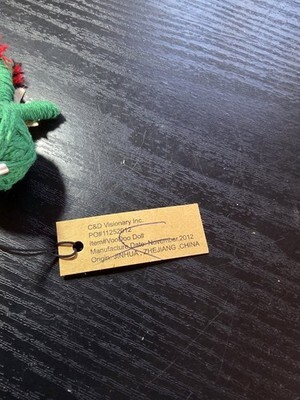 C&D Visionary Inc.
PO#11252012
Item#Voodoo Doll
Manufacture Date: November,2012
Origin: JINHUA , ZHEJIANG ,CHINA